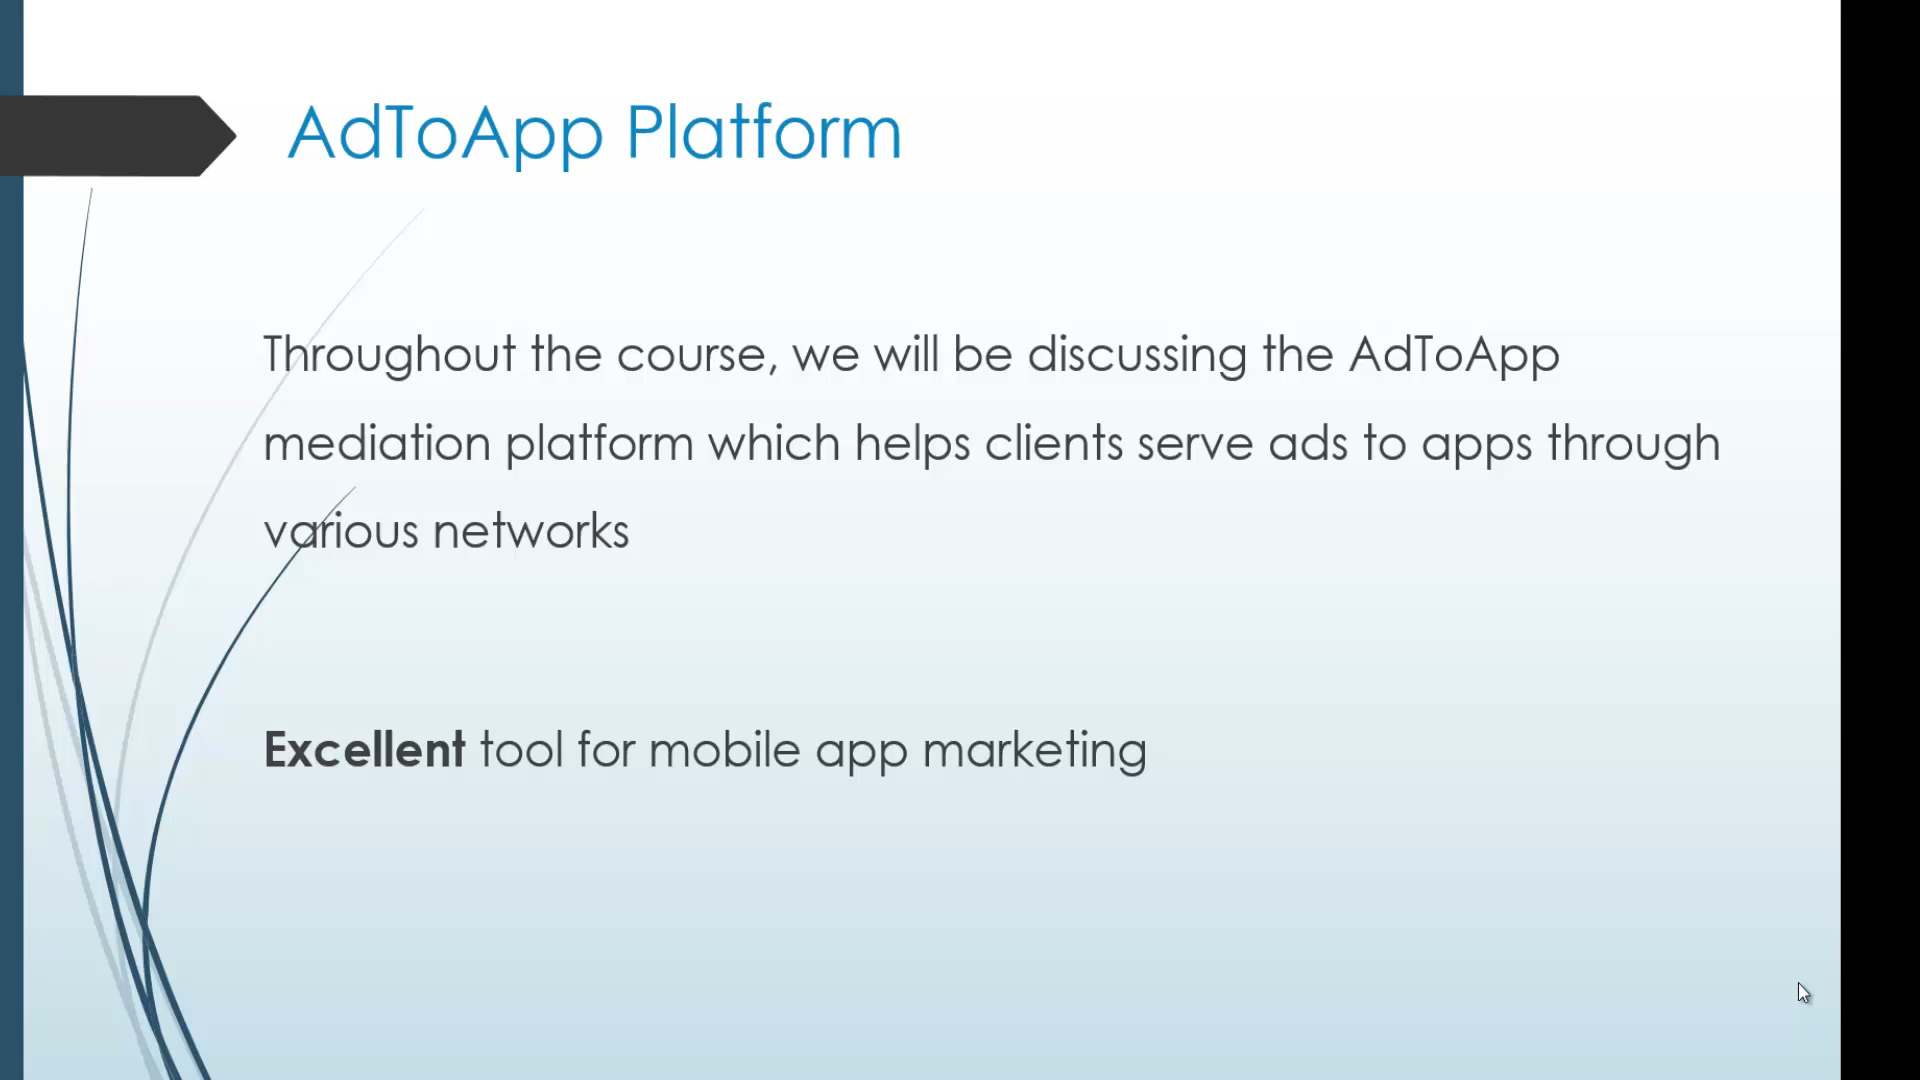 AdToApp Platform
Throughout the course, we will be discussing the AdToApp
mediation platform which helps clients serve ads to apps through
various networks
Excellent tool for mobile app marketing